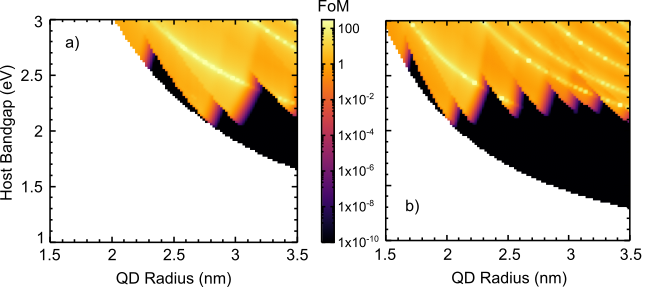 FoM
a)
b)
3
2.5
2
1.5
1
Host Bandgap (eV)
100
1
1x10-2
1x10-4
1x10-6
1x10-8
1x10-10
1.5 2 2.5 3 3.5
1.5 2 2.5 3 3.5
QD Radius (nm)
QD Radius (nm)